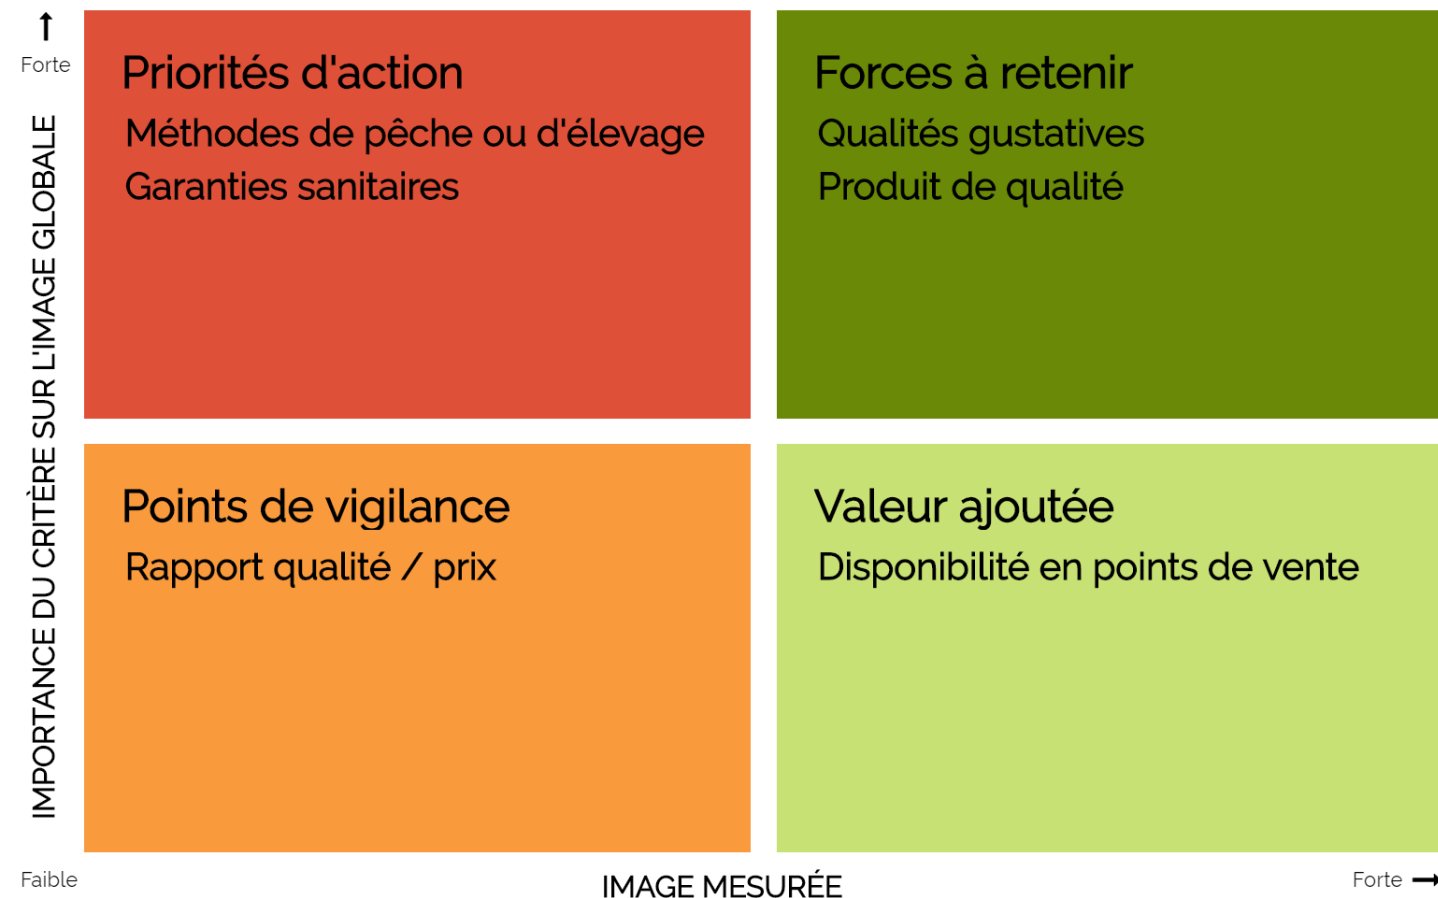 Forte
IMPORTANCE DU CRITÈRE SUR L'IMAGE GLOBALE
Priorités d'action
Méthodes de pêche ou d'élevage
Garanties sanitaires
Forces à retenir
Qualités gustatives
Produit de qualité
Points de vigilance
Rapport qualité / prix
Valeur ajoutée
Disponibilité en points de vente
Faible
IMAGE MESURÉE
Forte